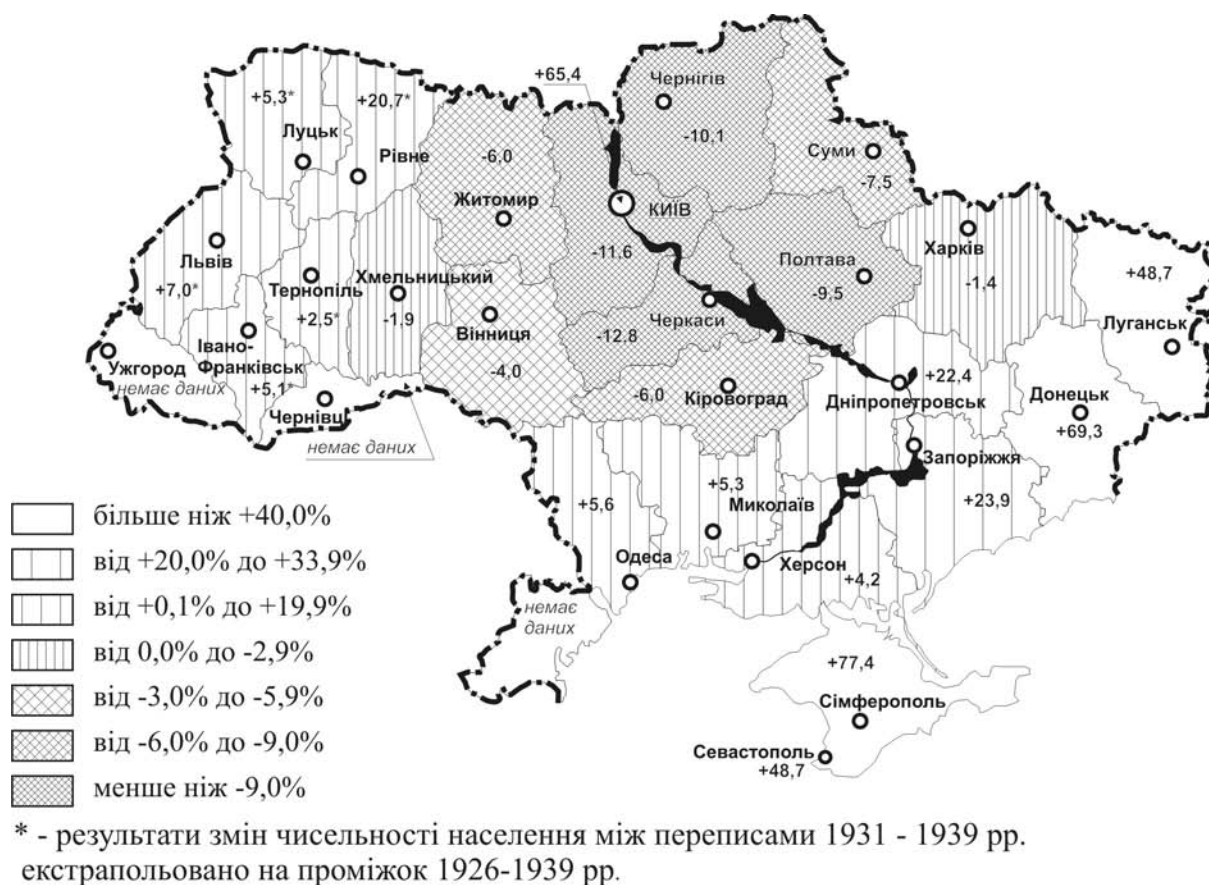 +65,4
Чернігів
-10,1
+5,3*
+20,7*
Луцьк
Рівне
-6,0
Житомир
Суми
-7,5
КИЇВ
Львів
+7,0*
Тернопіль
+2,5*
Хмельницький
-1,9
-11,6
Полтава
-9,5
Харків
-1,4
+48,7
Луганськ
Вінниця
-4,0
Черкаси
-12,8
Ужгород
немає даних
Івано-
Франківськ
+5,1*
Чернівці
немає даних
-6,0
Кіровоград
+22,4
Дніпропетровськ
Донецьк
+69,3
Запоріжжя
+23,9
+5,6
+5,3
Миколаїв
Одеса
Херсон
+4,2
немає
даних
+77,4
Сімферополь
Севастополь
+48,7
більше ніж +40,0%
від +20,0% до +33,9%
від +0,1% до +19,9%
від 0,0% до -2,9%
від -3,0% до -5,9%
від -6,0% до -9,0%
менше ніж -9,0%
* - результати змін чисельності населення між переписами 1931 - 1939 рр.
екстрапольовано на проміжок 1926-1939 рр.